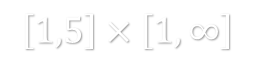 [1,5] × [1, ∞]